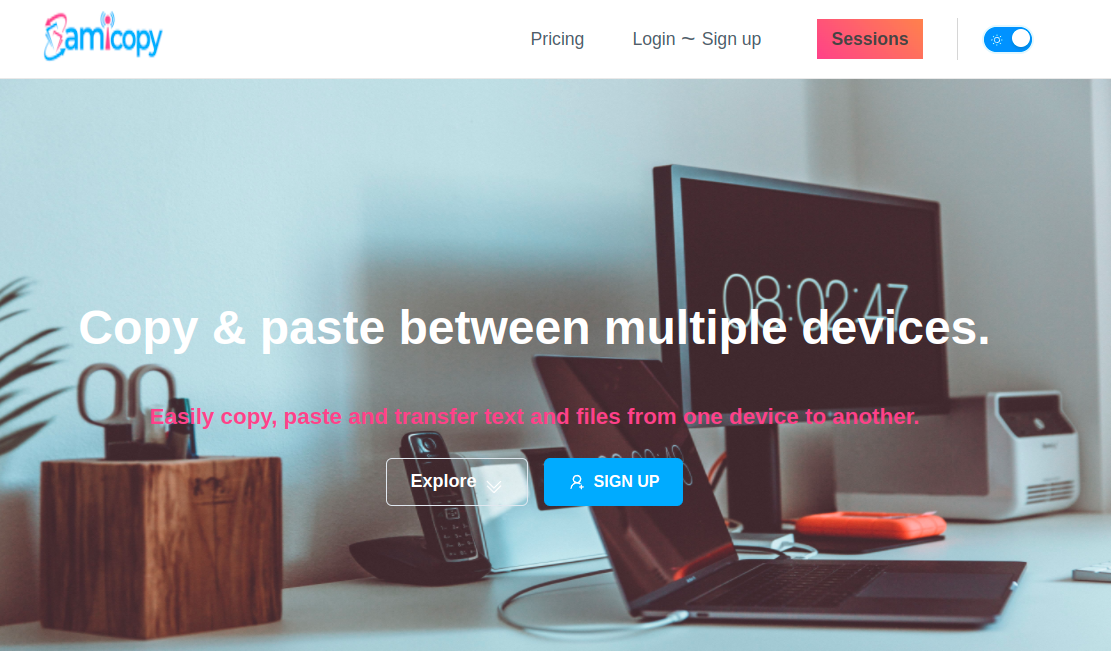 Bamicopy
Pricing
Login ~ Sign up
Sessions
08:02:47
Copy & paste between multiple devices.
Easily copy, paste and transfer text and files from one device to another.
Explore
SIGN UP